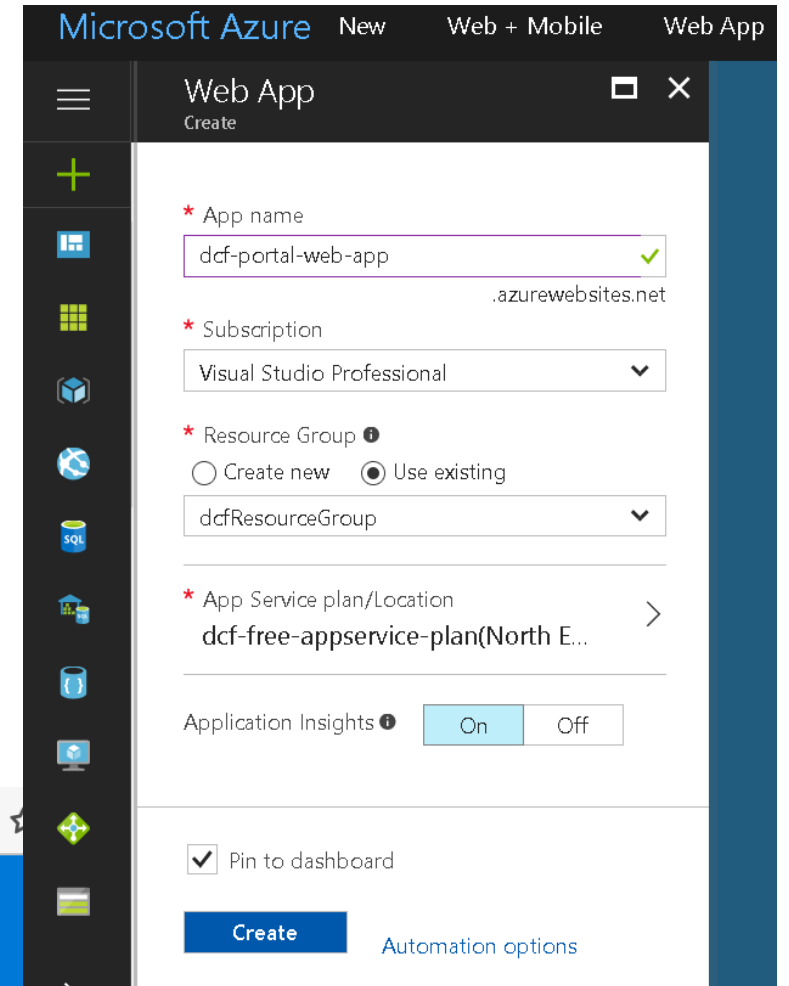 Microsoft Azure New Web + Mobile Web App
Web App
Create
* App name
dcf-portal-web-app
.azurewebsites.net
* Subscription
Visual Studio Professional
* Resource Group
Create new Use existing
dcfResourceGroup
* App Service plan/Location
dcf-free-appservice-plan(North E...
Application Insights On Off
Pin to dashboard
Create Automation options
SQL